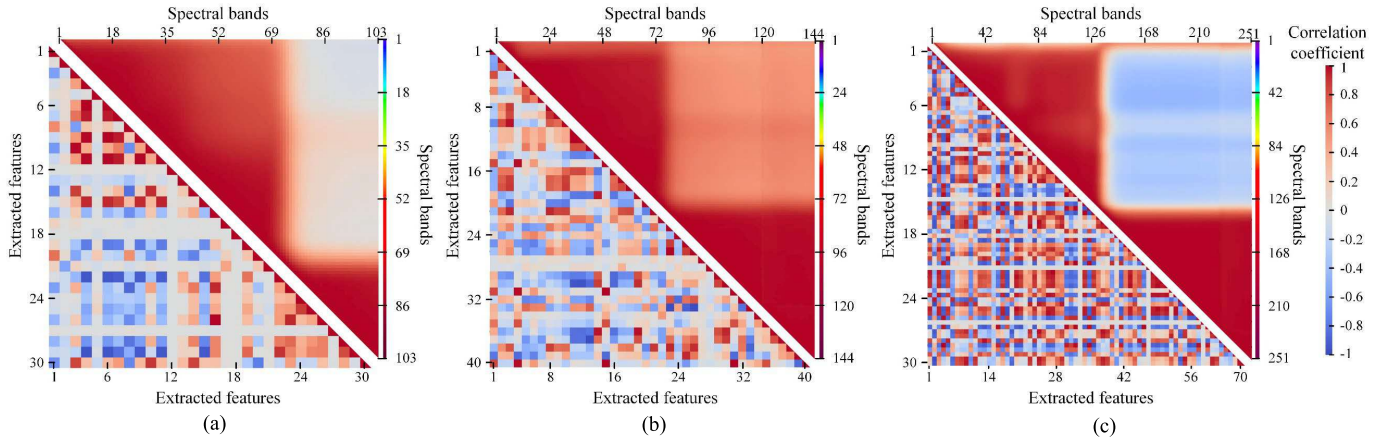 Spectral bands
1 18 35 52 69 86 103
1
6
12
18
24
30
Extracted features
1
18
35
52
69
86
103
Spectral bands
1 6 12 18 24 30
Extracted features
(a)
Spectral bands
1 24 48 72 96 120 144
1
8
16
24
32
40
Extracted features
1
24
48
72
96
120
144
Spectral bands
1 8 16 24 32 40
Extracted features
(b)
Spectral bands
1 42 84 126 168 210 251
1
6
12
18
24
30
Extracted features
1
42
84
126
168
210
251
Spectral bands
1 14 28 42 56 70
Extracted features
(c)
Correlation
coefficient
1
0.8
0.6
0.4
0.2
0
-0
-0.2
-0.4
-0.6
-0.8
-1